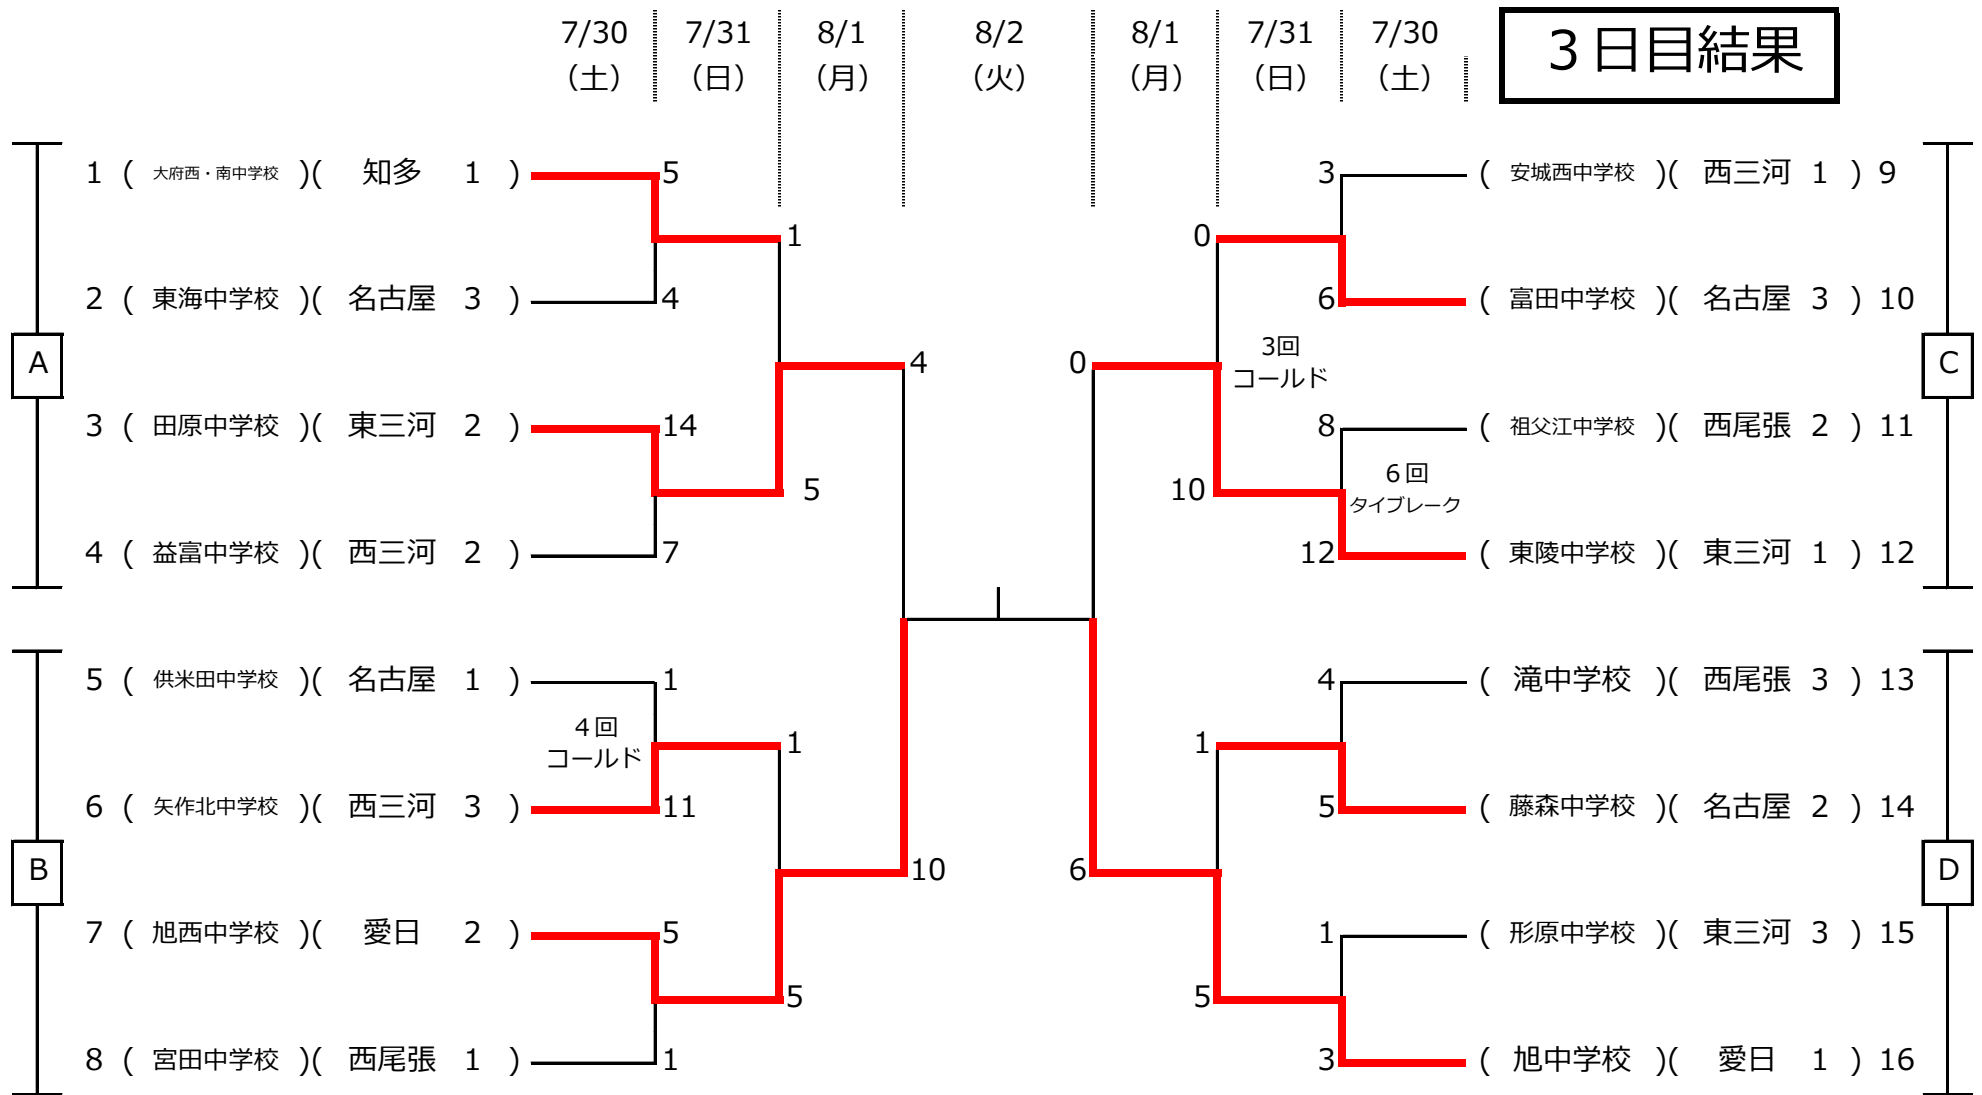 7/30 7/31 8/1 8/2 8/1 7/31 7/30
（土） （日） （月） （火） （月） （日） （土）
３日目結果
1 ( 大府西・南中学校 )( 知多 1 ) 5
1
2 ( 東海中学校 )( 名古屋 3 ) 4
A
4
3 ( 田原中学校 )( 東三河 2 ) 14
5
4 ( 益富中学校 )( 西三河 2 ) 7
5 ( 供米田中学校 )( 名古屋 1 ) 1
４回
コールド
1
6 ( 矢作北中学校 )( 西三河 3 ) 11
B
10
7 ( 旭西中学校 )( 愛日 2 ) 5
5
8 ( 宮田中学校 )( 西尾張 1 ) 1
3 ( 安城西中学校 )( 西三河 1 ) 9
0
6 ( 富田中学校 )( 名古屋 3 ) 10
3回
コールド
0
C
8 ( 祖父江中学校 )( 西尾張 2 ) 11
６回
タイブレーク
10
12 ( 東陵中学校 )( 東三河 1 ) 12
4 ( 滝中学校 )( 西尾張 3 ) 13
1
5 ( 藤森中学校 )( 名古屋 2 ) 14
6
D
1 ( 形原中学校 )( 東三河 3 ) 15
5
3 ( 旭中学校 )( 愛日 1 ) 16